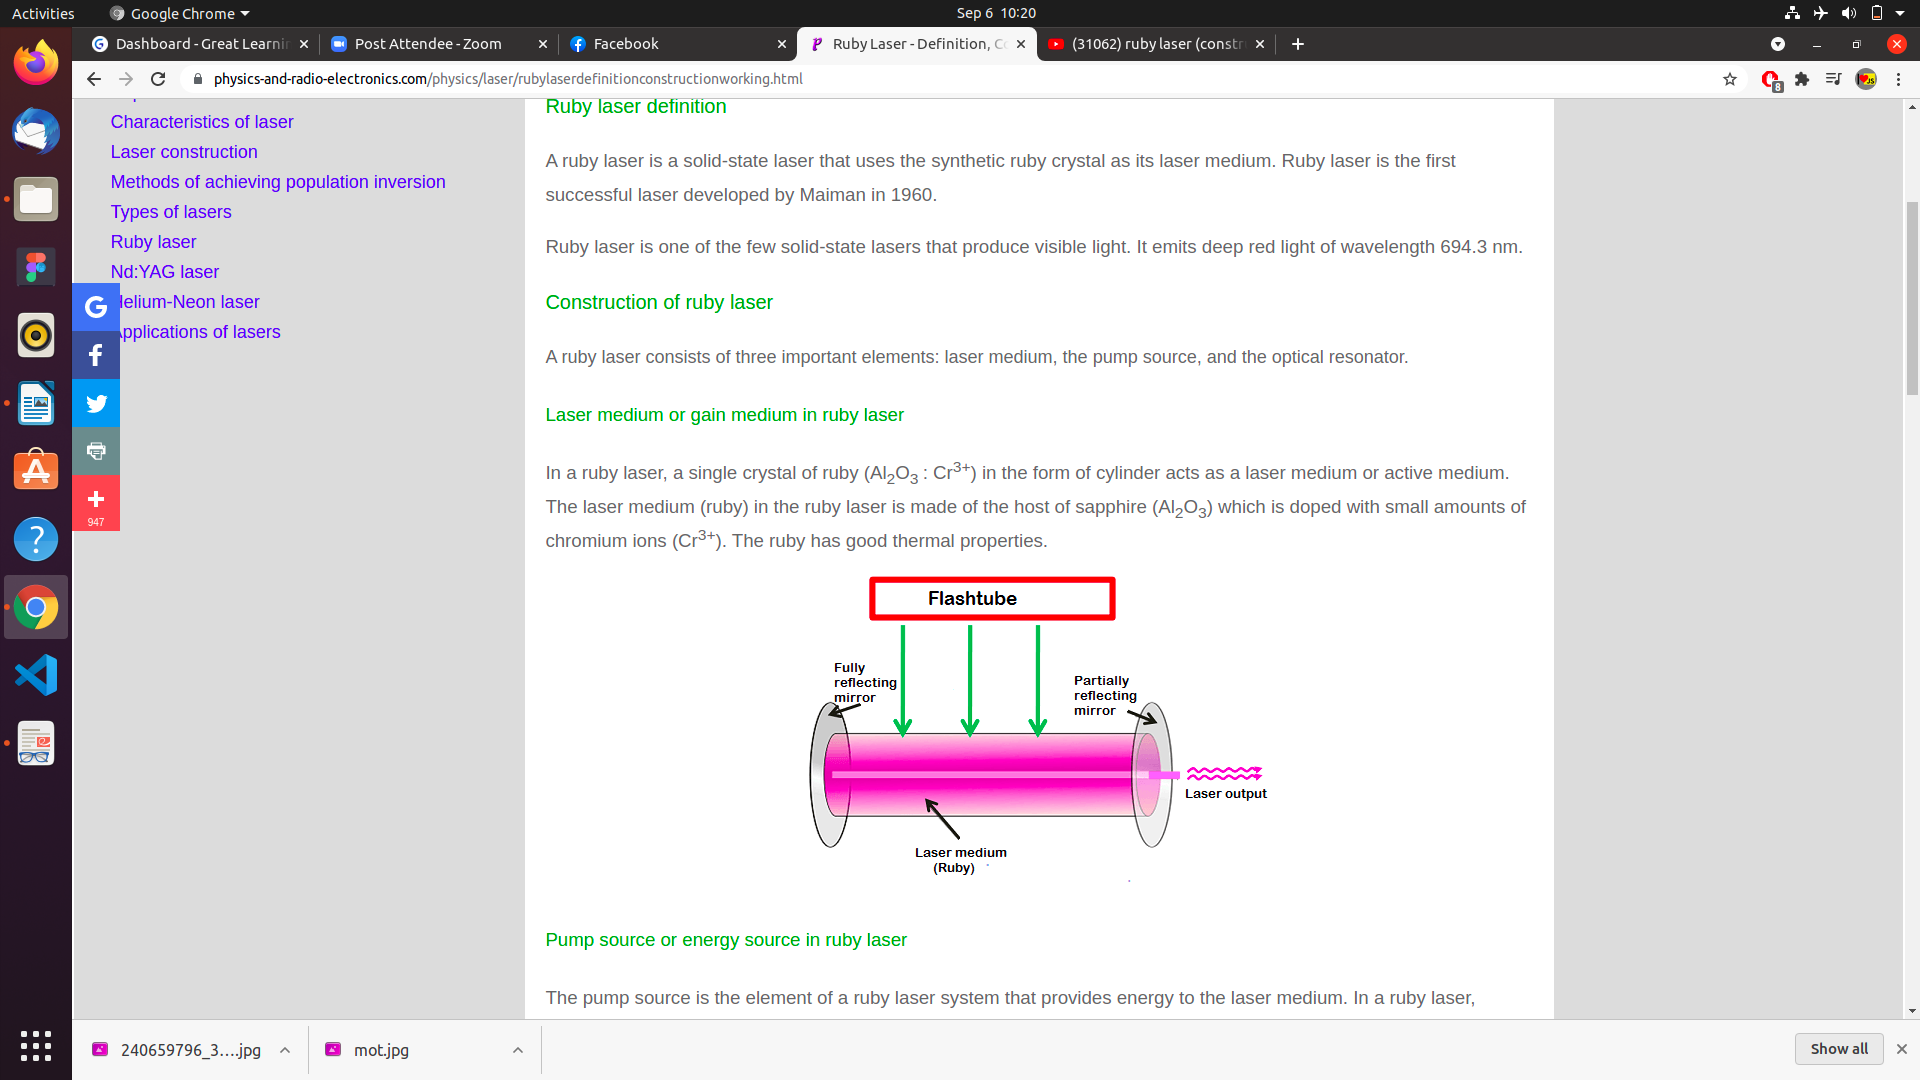 Activities
Google Chrome
Sep 6 10:20
Dashboard - Great Learnin
Post Attendee - Zoom
Facebook
Ruby Laser - Definition, Co
(31062) ruby laser (constr
physics-and-radio-electronics.com/physics/laser/rubylaserdefinitionconstructionworking.html
8
Characteristics of laser
Laser construction
Methods of achieving population inversion
Types of lasers
Ruby laser
Nd:YAG laser
Helium-Neon laser
Applications of lasers
947
Ruby laser definition
A ruby laser is a solid-state laser that uses the synthetic ruby crystal as its laser medium. Ruby laser is the first
successful laser developed by Maiman in 1960.
Ruby laser is one of the few solid-state lasers that produce visible light. It emits deep red light of wavelength 694.3 nm.
Construction of ruby laser
A ruby laser consists of three important elements: laser medium, the pump source, and the optical resonator.
Laser medium or gain medium in ruby laser
In a ruby laser, a single crystal of ruby (Al₂O₃ : Cr³⁺) in the form of cylinder acts as a laser medium or active medium.
The laser medium (ruby) in the ruby laser is made of the host of sapphire (Al₂O₃) which is doped with small amounts of
chromium ions (Cr³⁺). The ruby has good thermal properties.
Flashtube
Fully
reflecting
mirror
Partially
reflecting
mirror
Laser output
Laser medium
(Ruby)
Pump source or energy source in ruby laser
The pump source is the element of a ruby laser system that provides energy to the laser medium. In a ruby laser,
240659796_3....jpg
mot.jpg
Show all